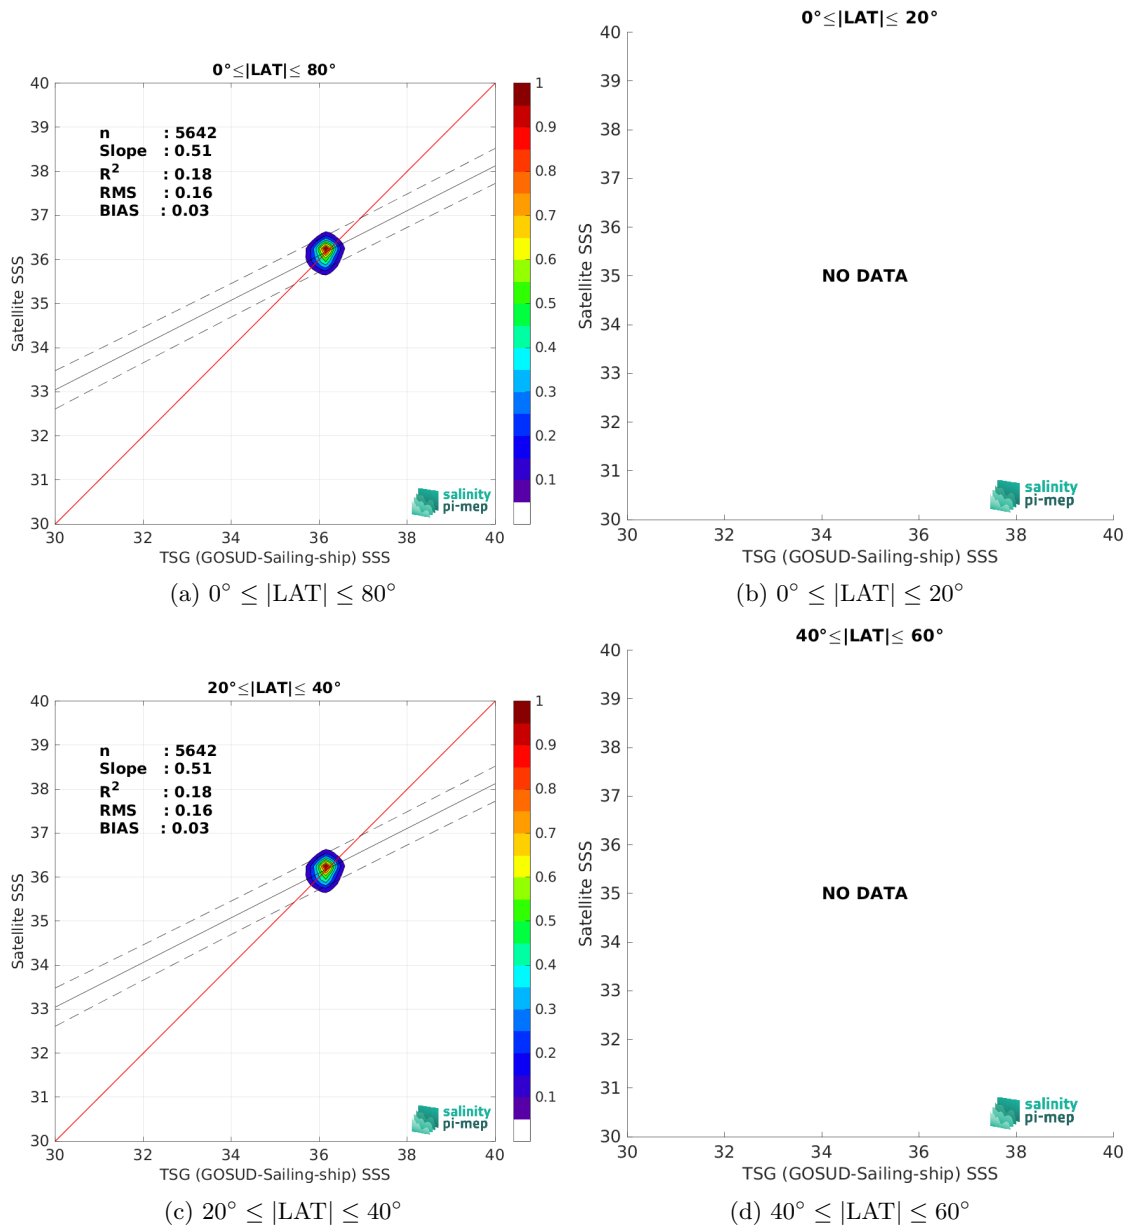 0°≤|LAT|≤ 80°
40
39
38
37
36
35
34
33
32
31
30
Satellite SSS
n : 5642
Slope : 0.51
R2 : 0.18
RMS : 0.16
BIAS : 0.03
salinity
pi-mep
30 32 34 36 38 40
TSG (GOSUD-Sailing-ship) SSS
1
0.9
0.8
0.7
0.6
0.5
0.4
0.3
0.2
0.1
(a) 0° ≤ |LAT| ≤ 80°
0°≤|LAT|≤ 20°
40
39
38
37
36
35
34
33
32
31
30
Satellite SSS
NO DATA
salinity
pi-mep
30 32 34 36 38 40
TSG (GOSUD-Sailing-ship) SSS
(b) 0° ≤ |LAT| ≤ 20°
20°≤|LAT|≤ 40°
40
39
38
37
36
35
34
33
32
31
30
Satellite SSS
n : 5642
Slope : 0.51
R2 : 0.18
RMS : 0.16
BIAS : 0.03
salinity
pi-mep
30 32 34 36 38 40
TSG (GOSUD-Sailing-ship) SSS
1
0.9
0.8
0.7
0.6
0.5
0.4
0.3
0.2
0.1
(c) 20° ≤ |LAT| ≤ 40°
40°≤|LAT|≤ 60°
40
39
38
37
36
35
34
33
32
31
30
Satellite SSS
NO DATA
salinity
pi-mep
30 32 34 36 38 40
TSG (GOSUD-Sailing-ship) SSS
(d) 40° ≤ |LAT| ≤ 60°